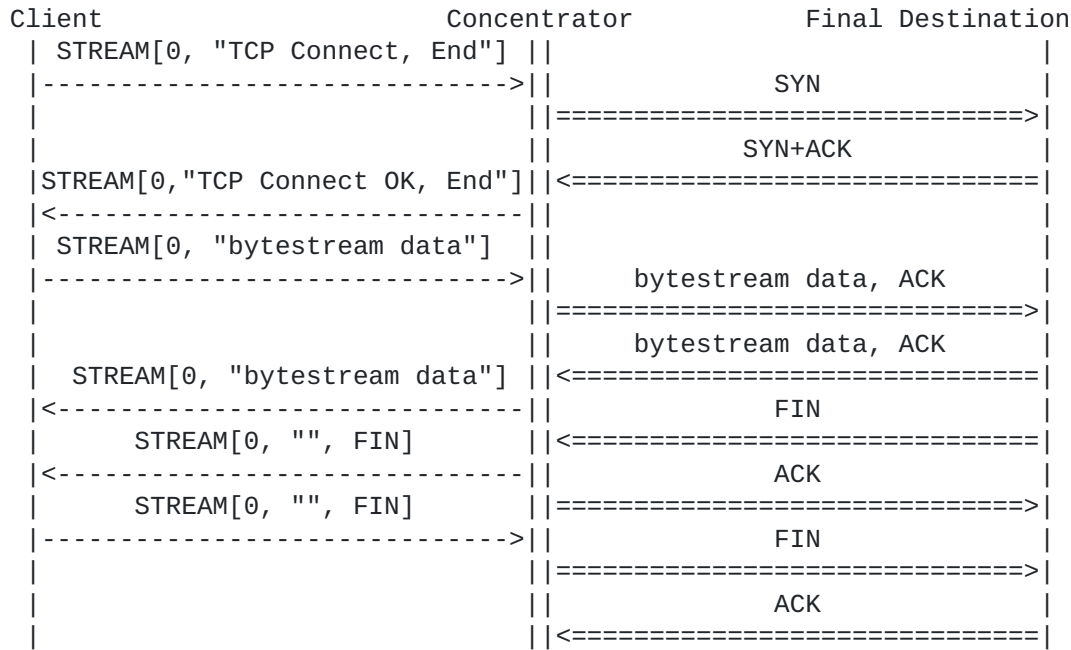 Client Concentrator Final Destination
| STREAM[0, "TCP Connect, End"] || |
|------------------------------>|| SYN |
| ||==============================>|
| || SYN+ACK |
|STREAM[0,"TCP Connect OK, End"]||<==============================|
|<------------------------------|| |
| STREAM[0, "bytestream data"] || |
|------------------------------>|| bytestream data, ACK |
| ||==============================>|
| || bytestream data, ACK |
| STREAM[0, "bytestream data"] ||<==============================|
|<------------------------------|| FIN |
| STREAM[0, "", FIN] ||<==============================|
|<------------------------------|| ACK |
| STREAM[0, "", FIN] ||==============================>|
|------------------------------>|| FIN |
| ||==============================>|
| || ACK |
| ||<==============================|